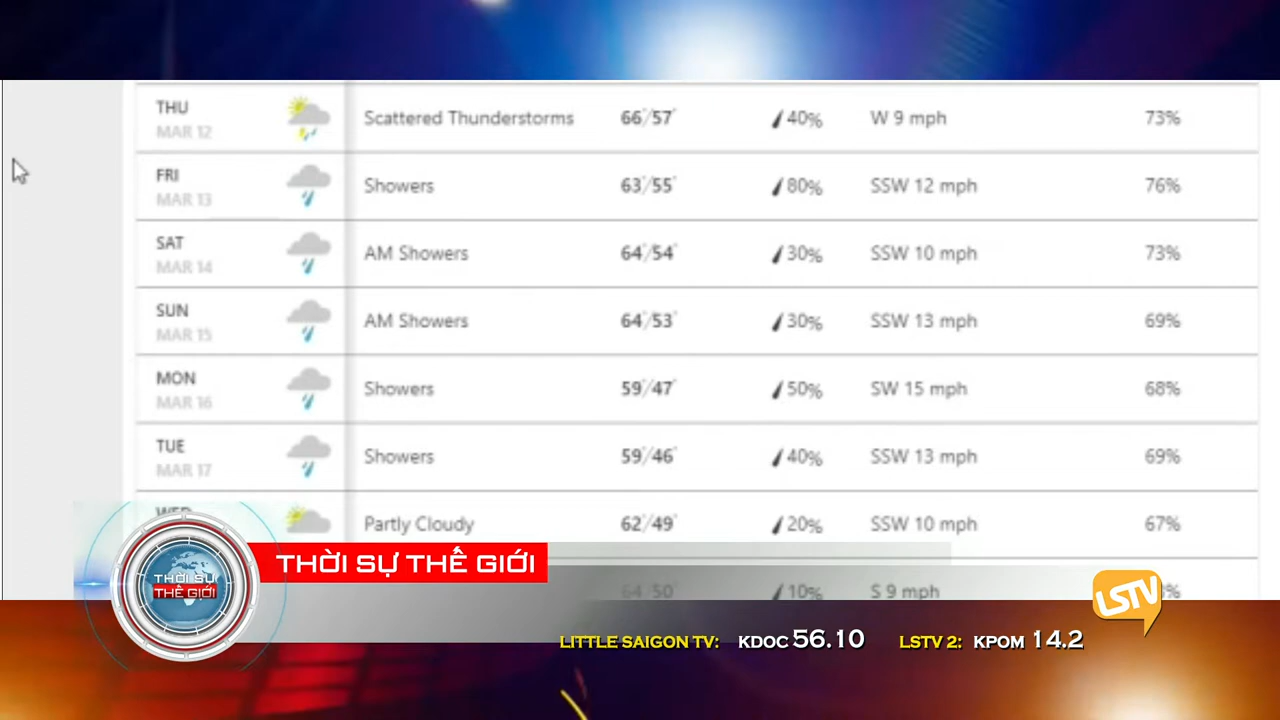 THU
MAR 12
Scattered Thunderstorms 66°/57° 40% W 9 mph 73%
FRI
MAR 13
Showers 63°/55° 80% SSW 12 mph 76%
SAT
MAR 14
AM Showers 64°/54° 30% SSW 10 mph 73%
SUN
MAR 15
AM Showers 64°/53° 30% SSW 13 mph 69%
MON
MAR 16
Showers 59°/47° 50% SW 15 mph 68%
TUE
MAR 17
Showers 59°/46° 40% SSW 13 mph 69%
WED
Partly Cloudy 62°/49° 20% SSW 10 mph 67%
64°/50° 10% S 9 mph
THỜI SỰ THẾ GIỚI
THỜI SỰ
THẾ GIỚI
LSTV
LITTLE SAIGON TV: KDOC 56.10 LSTV 2: KPOM 14.2